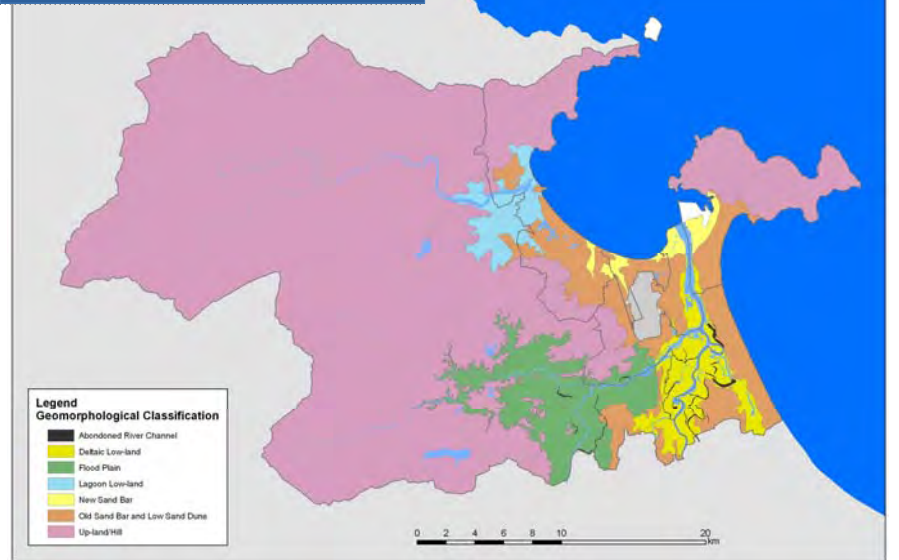 Legend
Geomorphological Classification
Abondoned River Channel
Deltaic Low-land
Flood Plain
Lagoon Low-land
New Sand Bar
Old Sand Bar and Low Sand Dune
Up-land/Hill
0 2 4 6 8 10 20
km